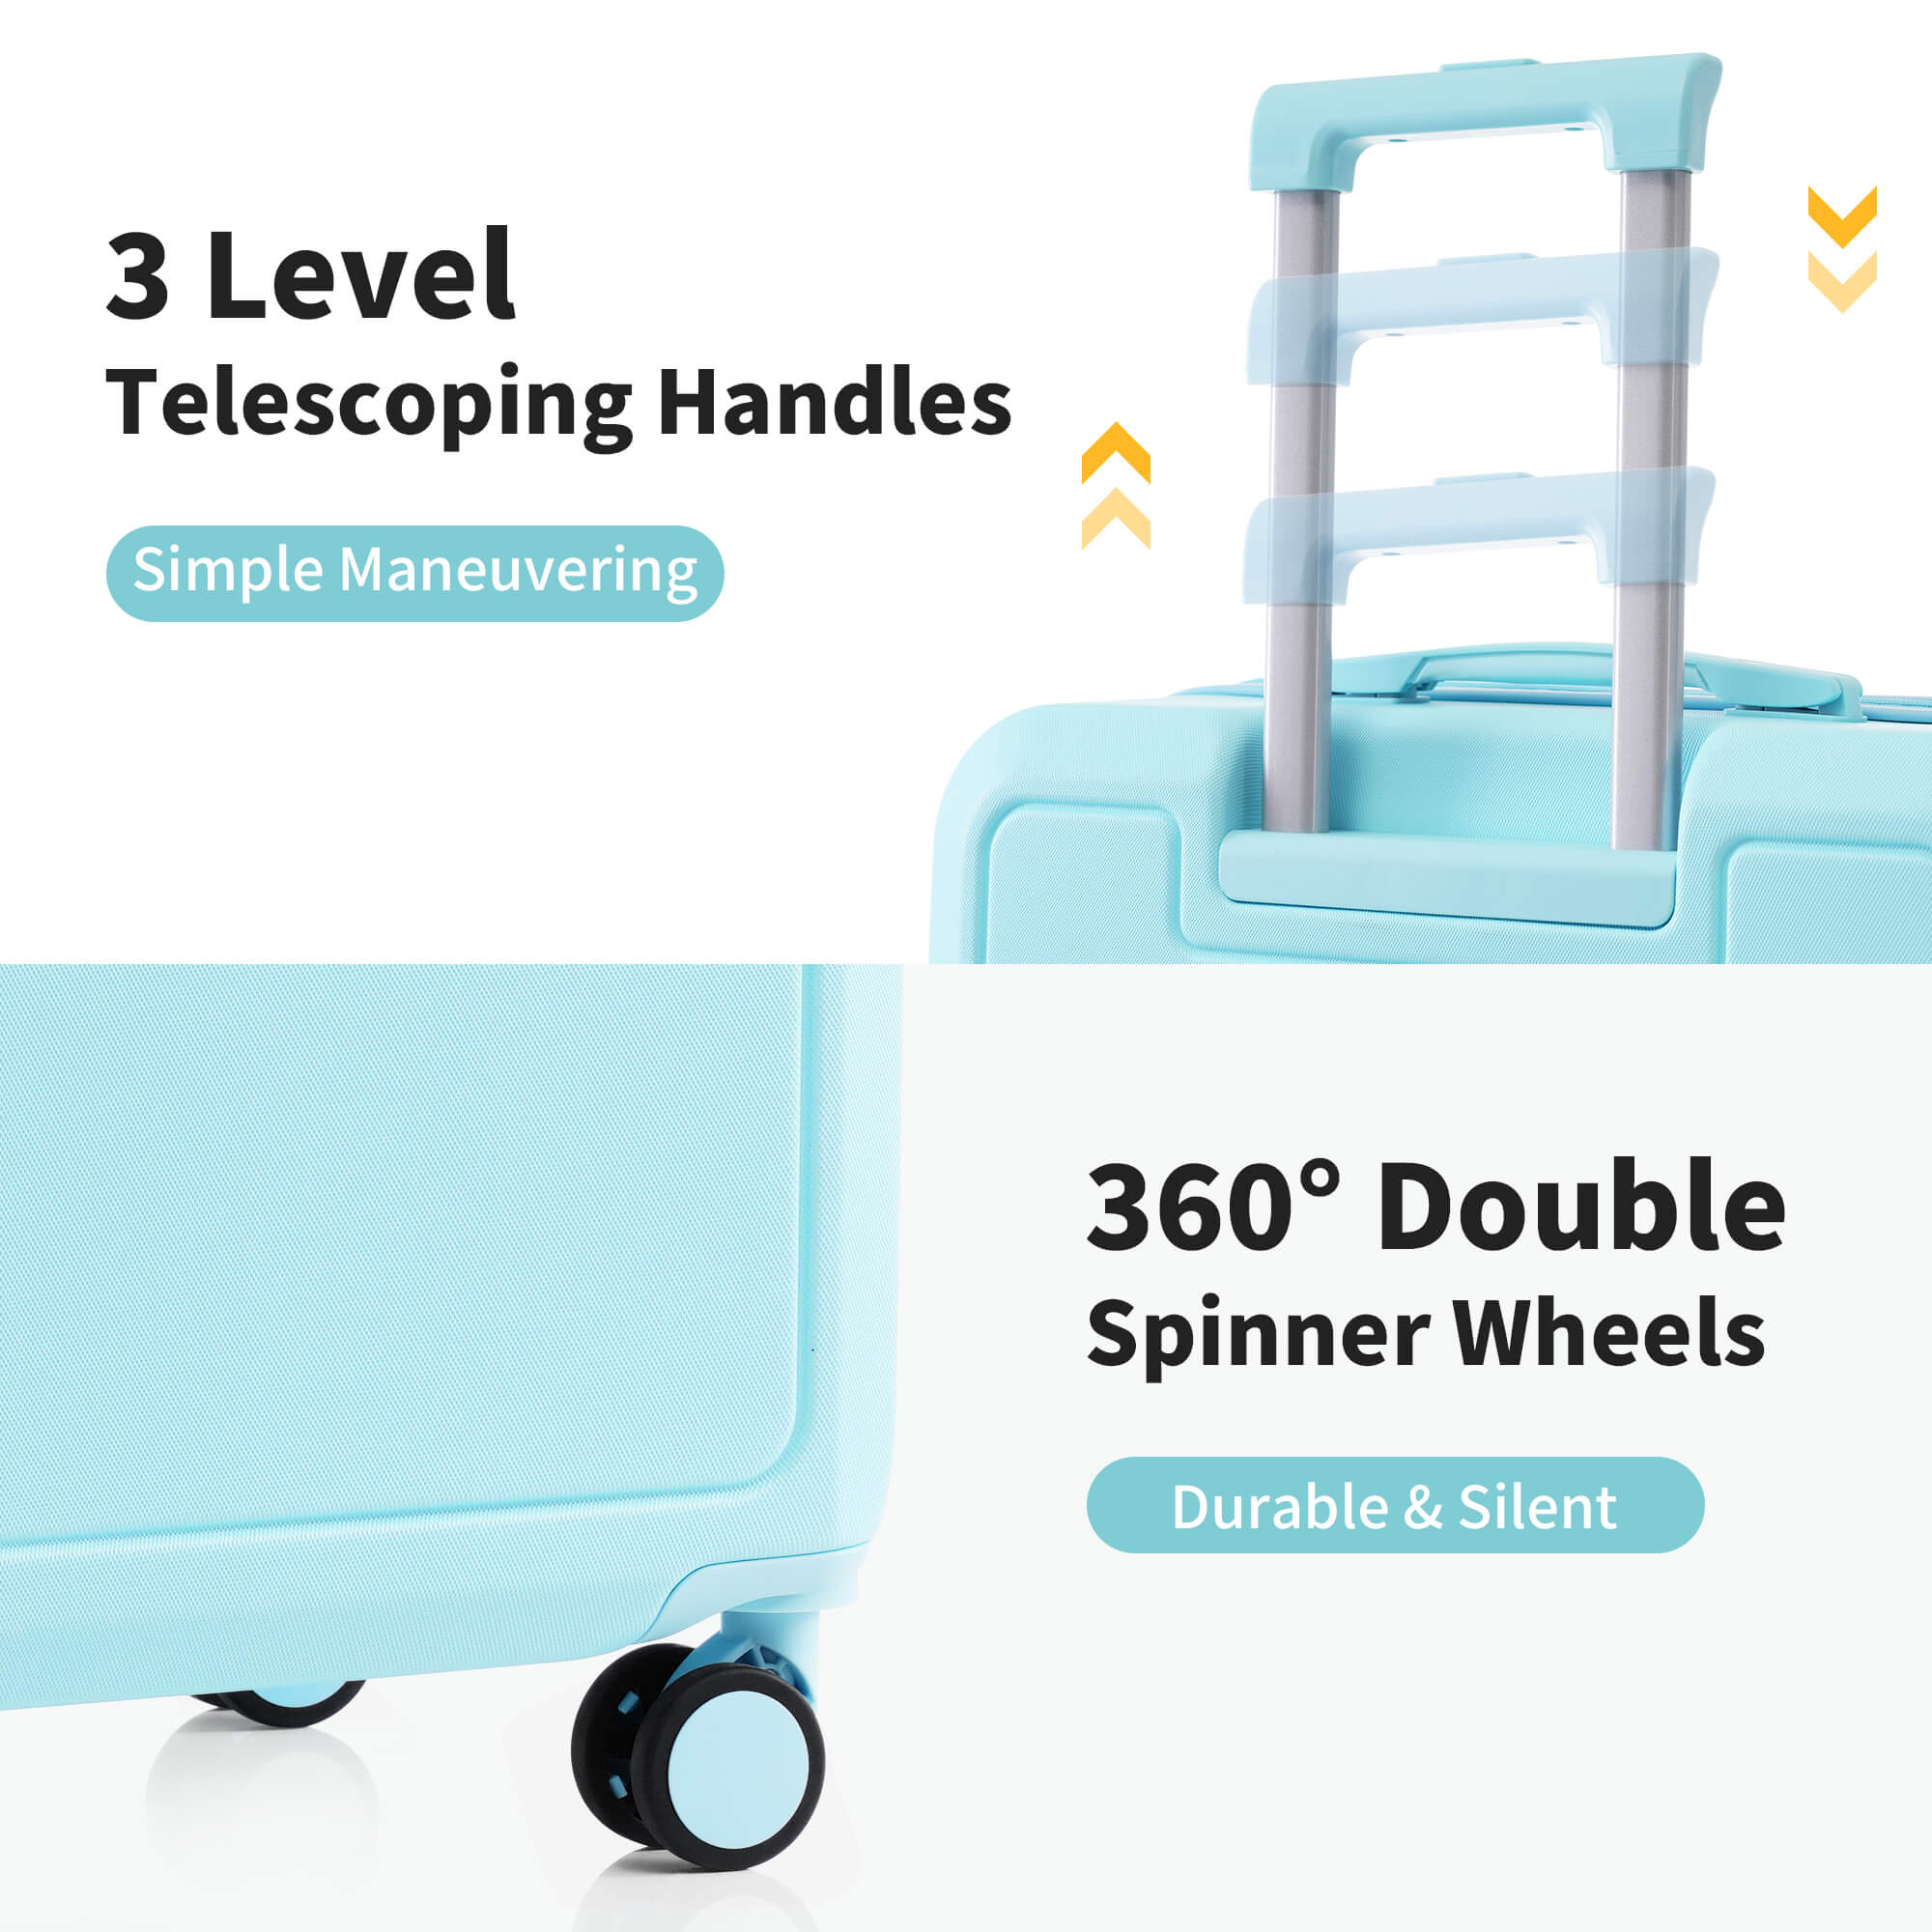 3 Level
Telescoping Handles
Simple Maneuvering
360° Double
Spinner Wheels
Durable & Silent